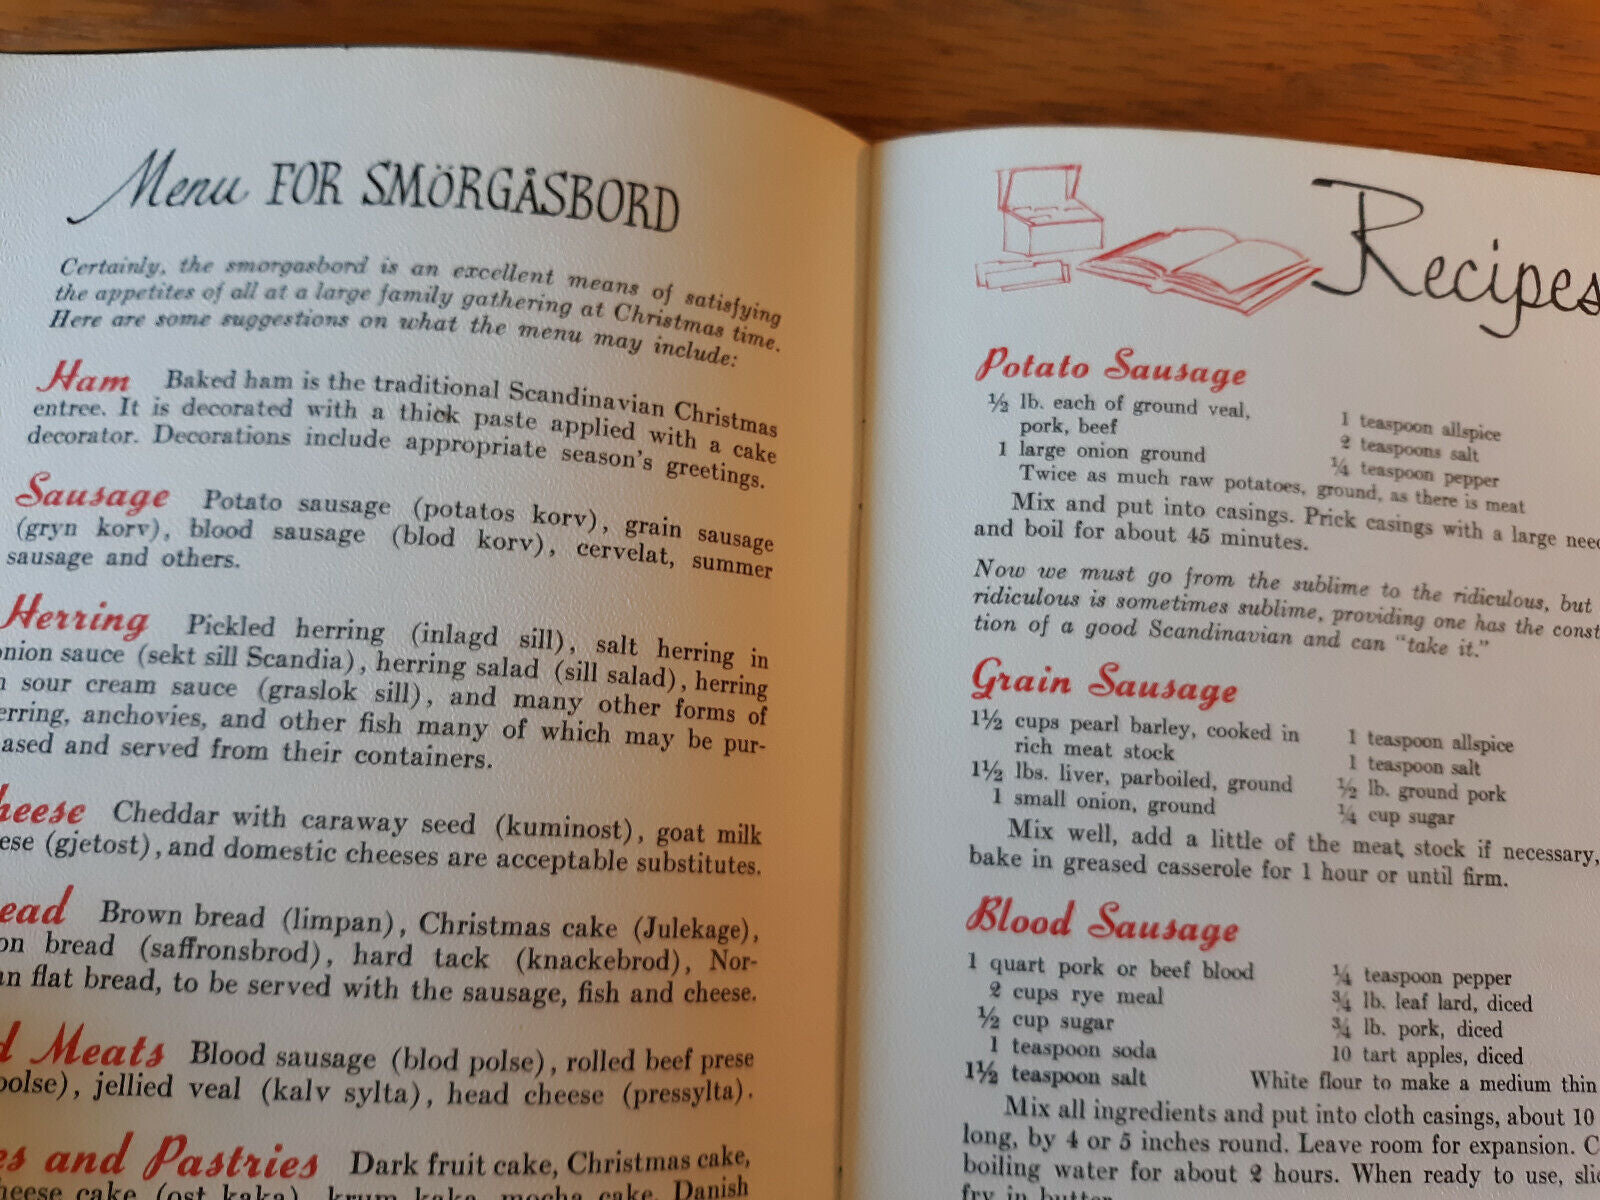 Menu FOR SMÖRGÅSBORD
Certainly, the smorgasbord is an excellent means of satisfying
the appetites of all at a large family gathering at Christmas time.
Here are some suggestions on what the menu may include:
Ham Baked ham is the traditional Scandinavian Christmas
entree. It is decorated with a thick paste applied with a cake
decorator. Decorations include appropriate season's greetings.
Sausage Potato sausage (potatos korv), grain sausage
(gryn korv), blood sausage (blod korv), cervelat, summer
sausage and others.
Herring Pickled herring (inlagd sill), salt herring in
onion sauce (sekt sill Scandia), herring salad (sill salad), herring
sour cream sauce (graslok sill), and many other forms of
erring, anchovies, and other fish many of which may be pur-
ased and served from their containers.
heese Cheddar with caraway seed (kuminost), goat milk
ese (gjetost), and domestic cheeses are acceptable substitutes.
ead Brown bread (limpan), Christmas cake (Julekage),
on bread (saffronsbrod), hard tack (knackebrod), Nor-
n flat bread, to be served with the sausage, fish and cheese.
d Meats Blood sausage (blod polse), rolled beef prese
polse), jellied veal (kalv sylta), head cheese (pressylta).
es and Pastries Dark fruit cake, Christmas cake,
heese cake (ost kaka), krum kaka, mocha cake, Danish
Recipes
Potato Sausage
½ lb. each of ground veal,
pork, beef
1 large onion ground
1 teaspoon allspice
2 teaspoons salt
¼ teaspoon pepper
Twice as much raw potatoes, ground, as there is meat
Mix and put into casings. Prick casings with a large need
and boil for about 45 minutes.
Now we must go from the sublime to the ridiculous, but
ridiculous is sometimes sublime, providing one has the const
tion of a good Scandinavian and can "take it."
Grain Sausage
1½ cups pearl barley, cooked in
rich meat stock
1½ lbs. liver, parboiled, ground
1 small onion, ground
1 teaspoon allspice
1 teaspoon salt
½ lb. ground pork
¼ cup sugar
Mix well, add a little of the meat stock if necessary,
bake in greased casserole for 1 hour or until firm.
Blood Sausage
1 quart pork or beef blood
2 cups rye meal
½ cup sugar
1 teaspoon soda
1½ teaspoon salt
¼ teaspoon pepper
¾ lb. leaf lard, diced
¾ lb. pork, diced
10 tart apples, diced
White flour to make a medium thin
Mix all ingredients and put into cloth casings, about 10
long, by 4 or 5 inches round. Leave room for expansion. C
boiling water for about 2 hours. When ready to use, slic
fry in butter.